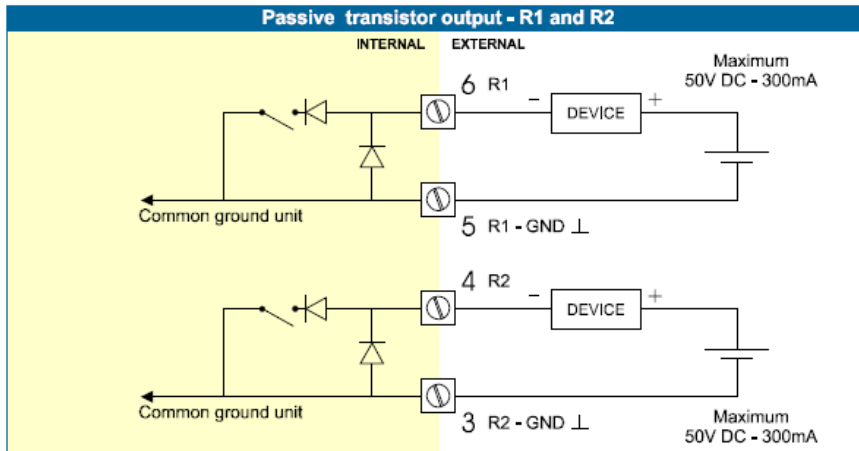 Passive transistor output - R1 and R2
INTERNAL EXTERNAL
Maximum
50V DC - 300mA
6 R1
- DEVICE +
Common ground unit
5 R1 - GND ⊥
4 R2
- DEVICE +
Common ground unit
3 R2 - GND ⊥
Maximum
50V DC - 300mA